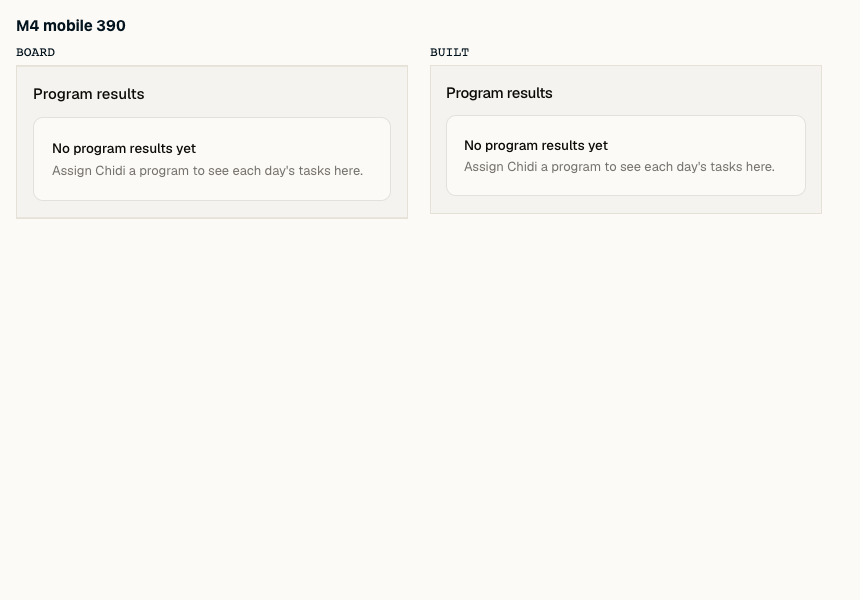 M4 mobile 390
BOARD
Program results
No program results yet
Assign Chidi a program to see each day's tasks here.
BUILT
Program results
No program results yet
Assign Chidi a program to see each day's tasks here.